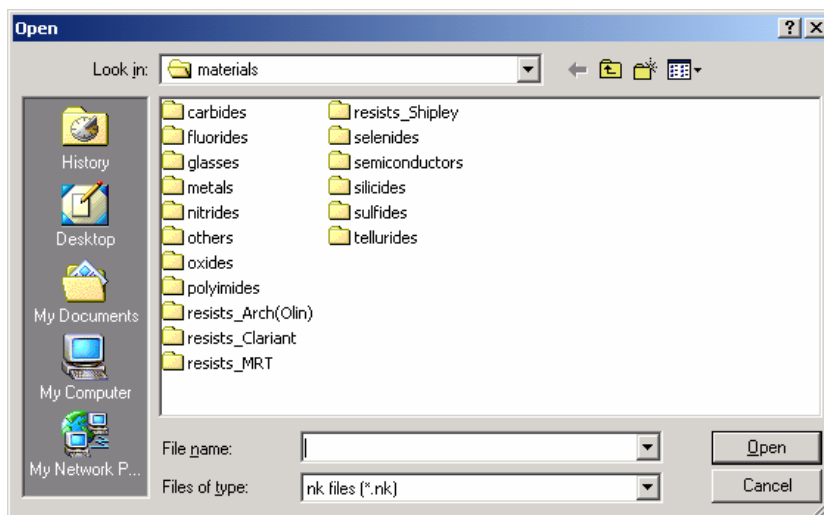 Open
Look in: materials
History
Desktop
My Documents
My Computer
My Network P...
carbides
fluorides
glasses
metals
nitrides
others
oxides
polyimides
resists_Arch(Olin)
resists_Clariant
resists_MRT
resists_Shipley
selenides
semiconductors
silicides
sulfides
tellurides
File name:
Open
Files of type: nk files (*.nk)
Cancel